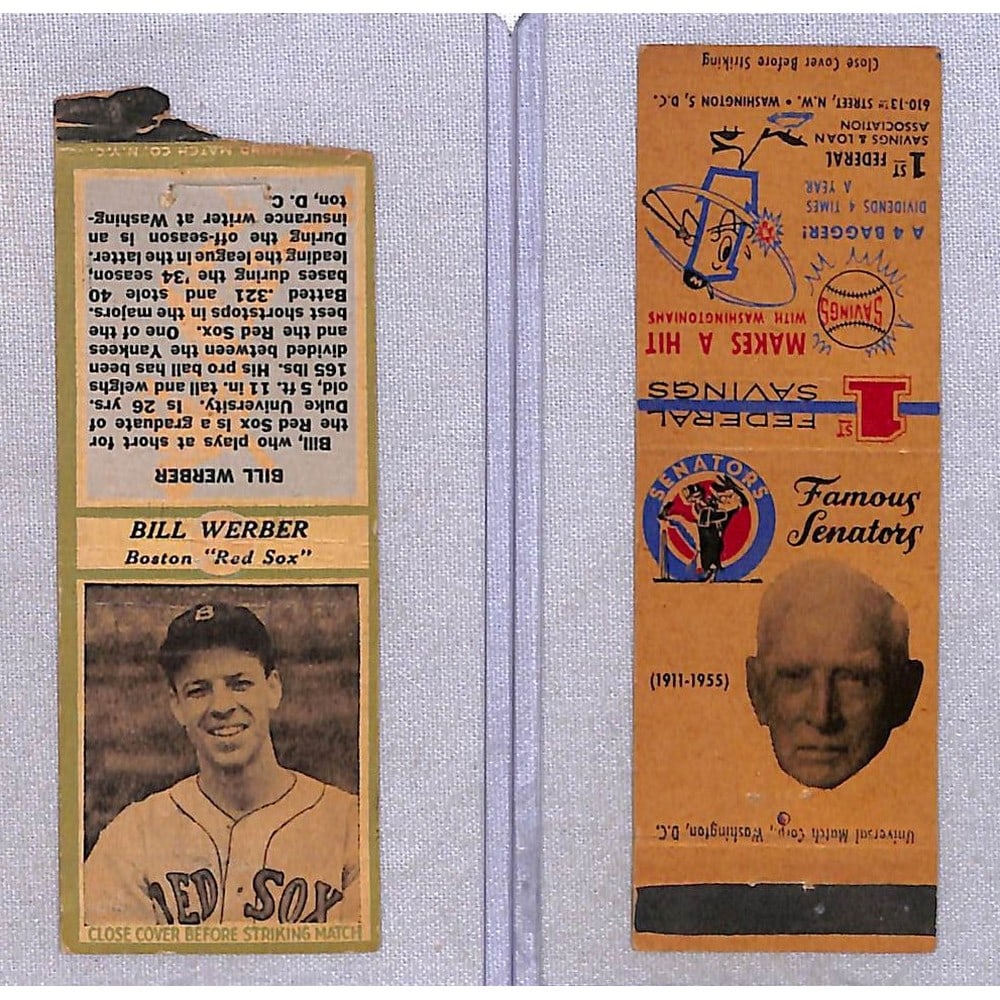 MATCH CO. N.Y.C.
BILL WERBER
Bill, who plays at short for
the Red Sox is a graduate of
Duke University. Is 26 yrs.
old, 5 ft. 11 in. tall and weighs
165 lbs. His pro ball has been
divided between the Yankees
and the Red Sox. One of the
best shortstops in the majors.
Batted .321 and stole 40
bases during the '34 season,
leading the league in the latter.
During the off-season is an
insurance writer at Washing-
ton, D. C.
BILL WERBER
Boston "Red Sox"
B
RED SOX
CLOSE COVER BEFORE STRIKING MATCH
Close Cover Before Striking
610-13TH STREET, N.W. • WASHINGTON 5, D.C.
1ST FEDERAL
SAVINGS & LOAN
ASSOCIATION
A 4 BAGGER!
DIVIDENDS 4 TIMES
A YEAR
SAVINGS
MAKES A HIT
WITH WASHINGTONIANS
1ST
FEDERAL
SAVINGS
SENATORS
Famous
Senators
(1911-1955)
Universal Match Corp., Washington, D.C.